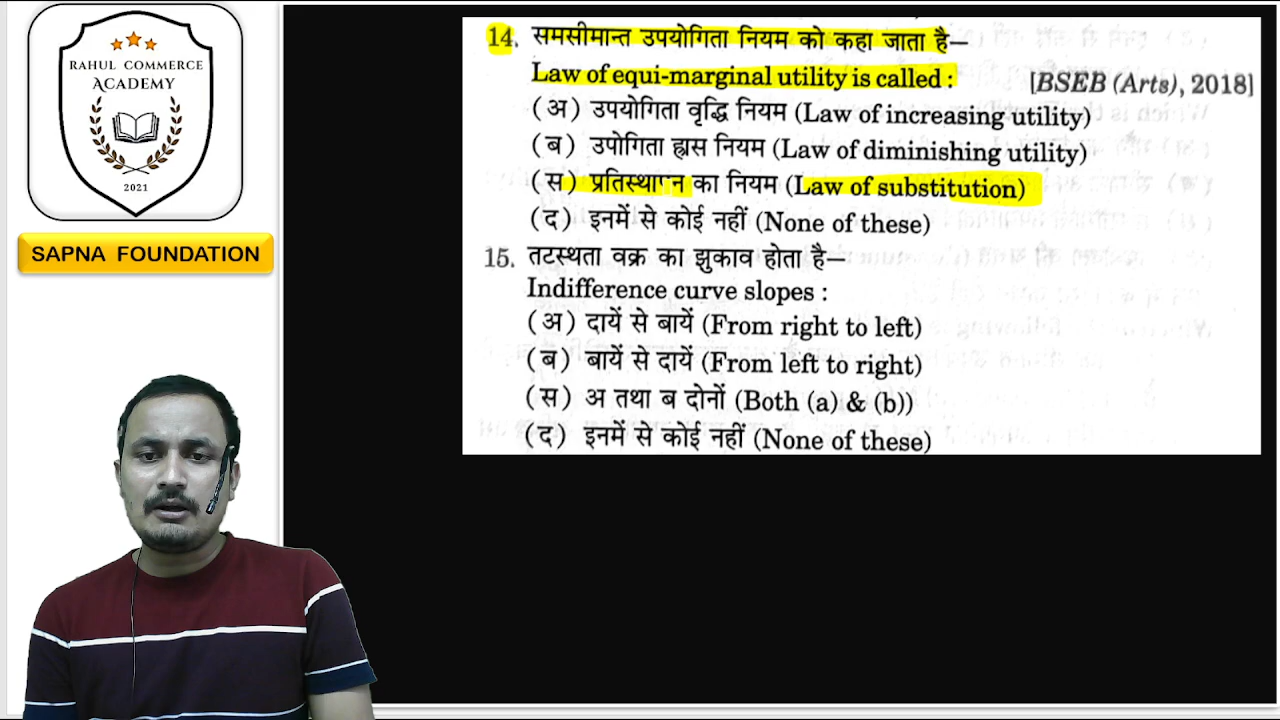 RAHUL COMMERCE
ACADEMY
2021
SAPNA FOUNDATION
14. समसीमान्त उपयोगिता नियम को कहा जाता है—
Law of equi-marginal utility is called : [BSEB (Arts), 2018]
(अ) उपयोगिता वृद्धि नियम (Law of increasing utility)
(ब) उपोगिता ह्रास नियम (Law of diminishing utility)
(स) प्रतिस्थापन का नियम (Law of substitution)
(द) इनमें से कोई नहीं (None of these)
15. तटस्थता वक्र का झुकाव होता है—
Indifference curve slopes :
(अ) दायें से बायें (From right to left)
(ब) बायें से दायें (From left to right)
(स) अ तथा ब दोनों (Both (a) & (b))
(द) इनमें से कोई नहीं (None of these)